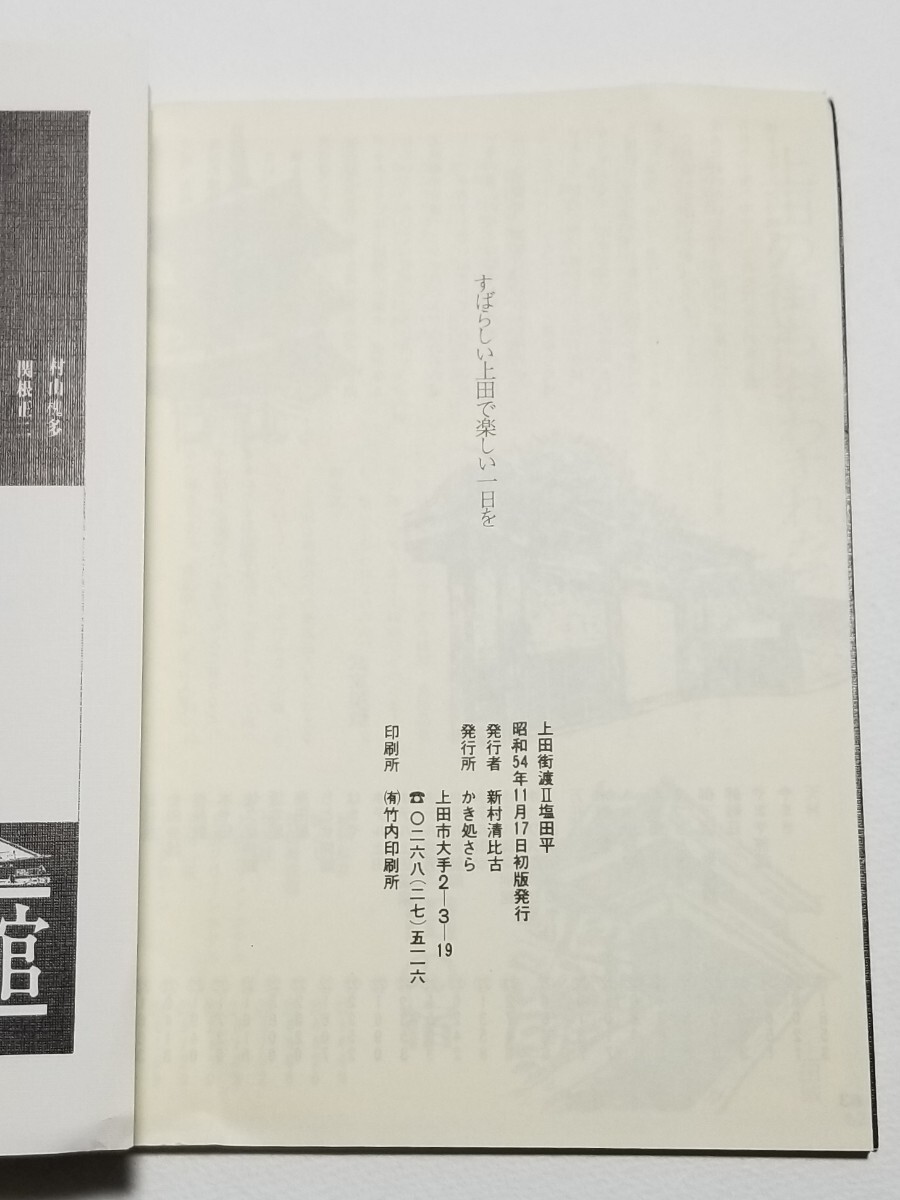 すばらしい上田で楽しい一日を
上田街渡II塩田平
昭和54年11月17日初版発行
発行者 新村清比古
発行所 かき処さら
上田市大手2―3―19
☎〇二六八(二七)五一一六
印刷所 (有)竹内印刷所
村山槐多
関根正二
館